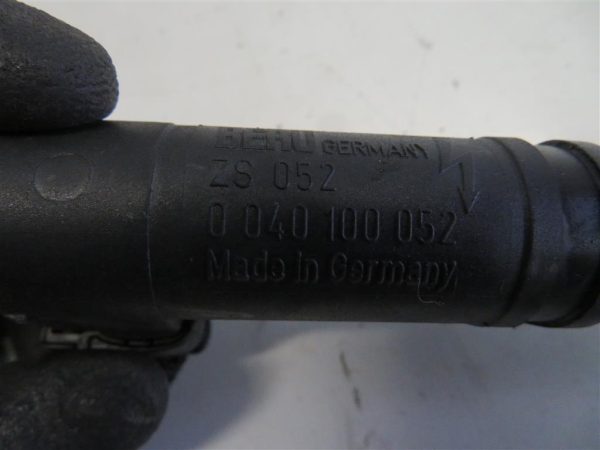 BERU GERMANY
ZS 052
0 040 100 052
Made in Germany